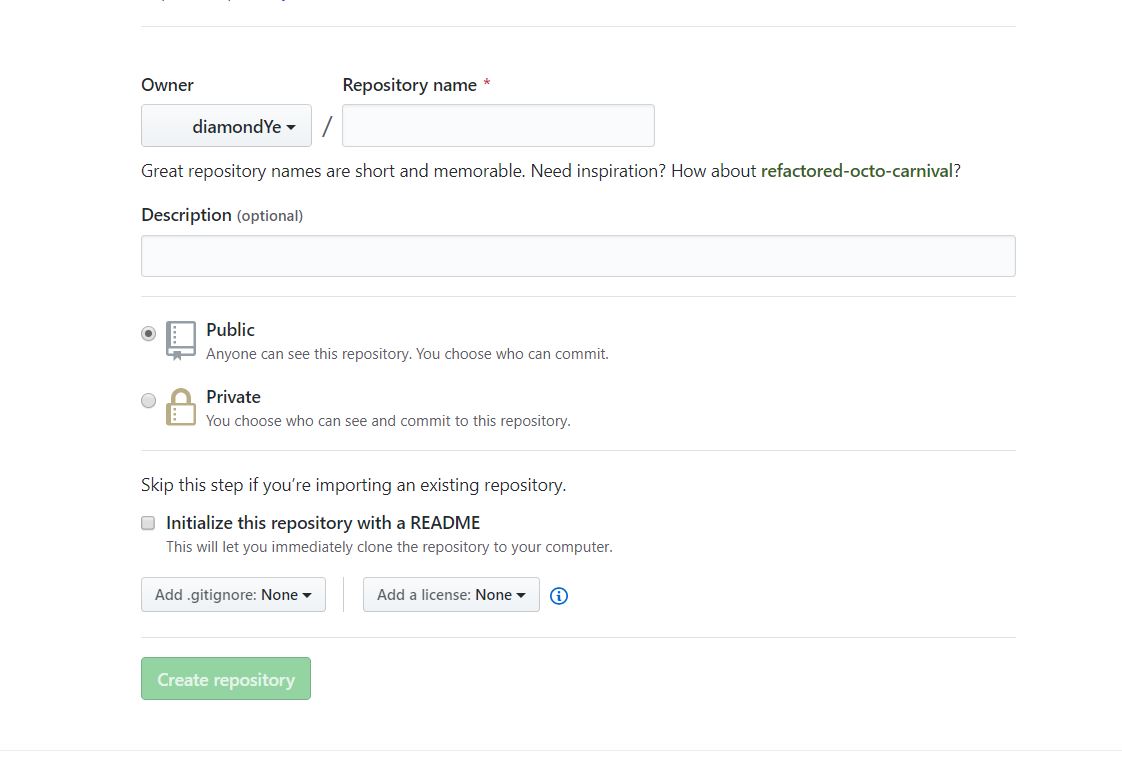 Owner
Repository name *
diamondYe
/
Great repository names are short and memorable. Need inspiration? How about refactored-octo-carnival?
Description (optional)
Public
Anyone can see this repository. You choose who can commit.
Private
You choose who can see and commit to this repository.
Skip this step if you’re importing an existing repository.
Initialize this repository with a README
This will let you immediately clone the repository to your computer.
Add .gitignore: None
Add a license: None
Create repository